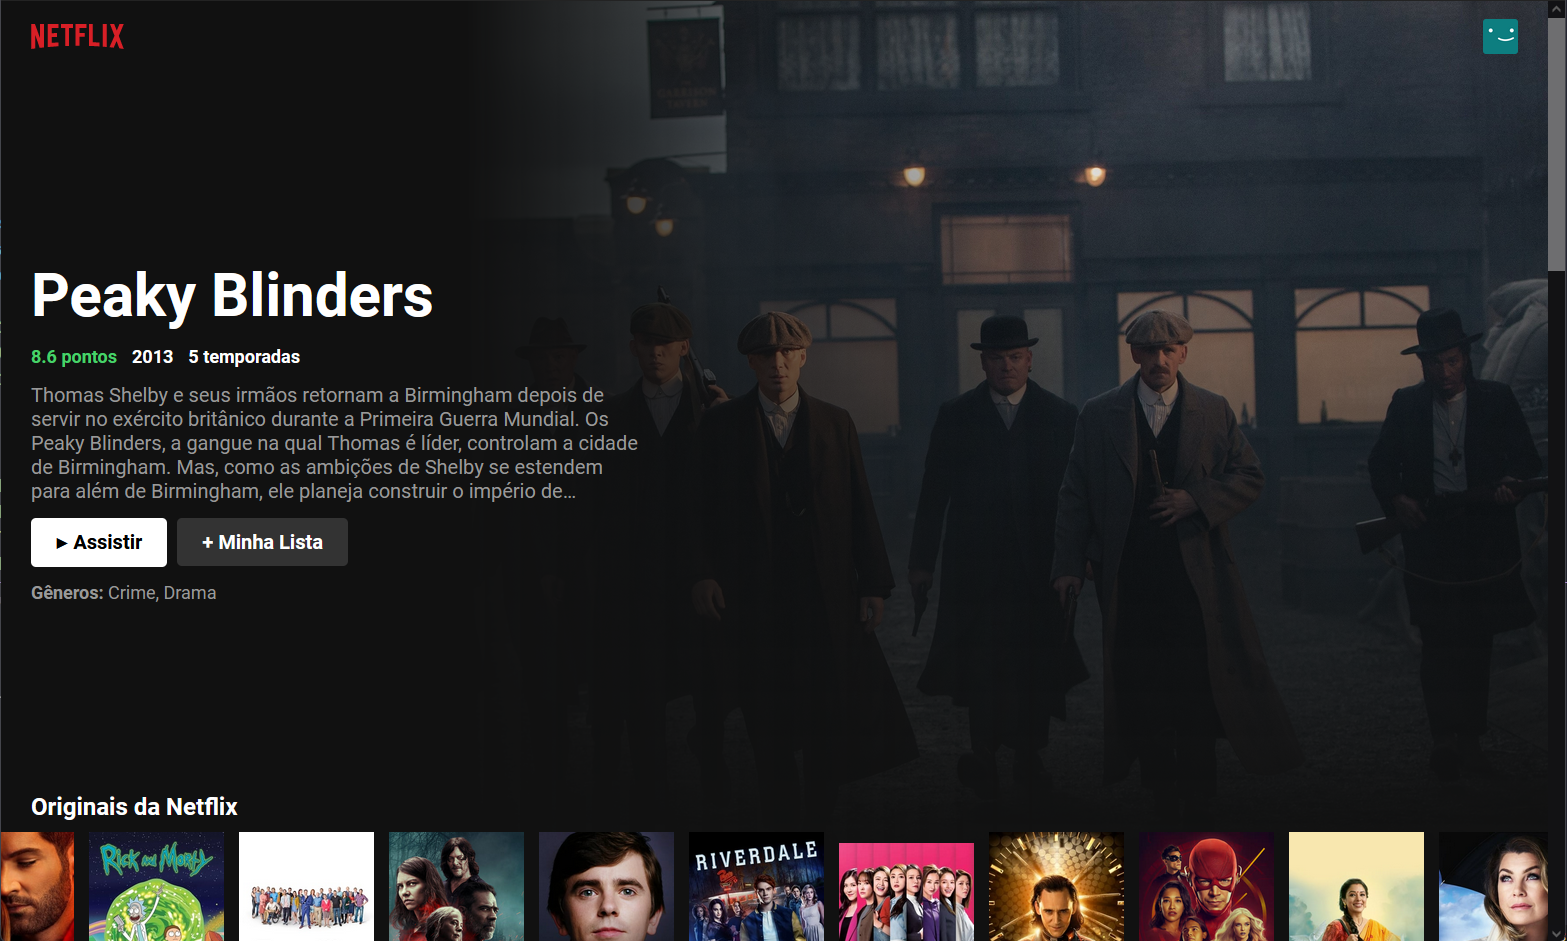 NETFLIX
GARRISON
TAVERN
Peaky Blinders
8.6 pontos 2013 5 temporadas
Thomas Shelby e seus irmãos retornam a Birmingham depois de
servir no exército britânico durante a Primeira Guerra Mundial. Os
Peaky Blinders, a gangue na qual Thomas é líder, controlam a cidade
de Birmingham. Mas, como as ambições de Shelby se estendem
para além de Birmingham, ele planeja construir o império de…
▸ Assistir
+ Minha Lista
Gêneros: Crime, Drama
Originais da Netflix
Rick and Morty
RIVERDALE